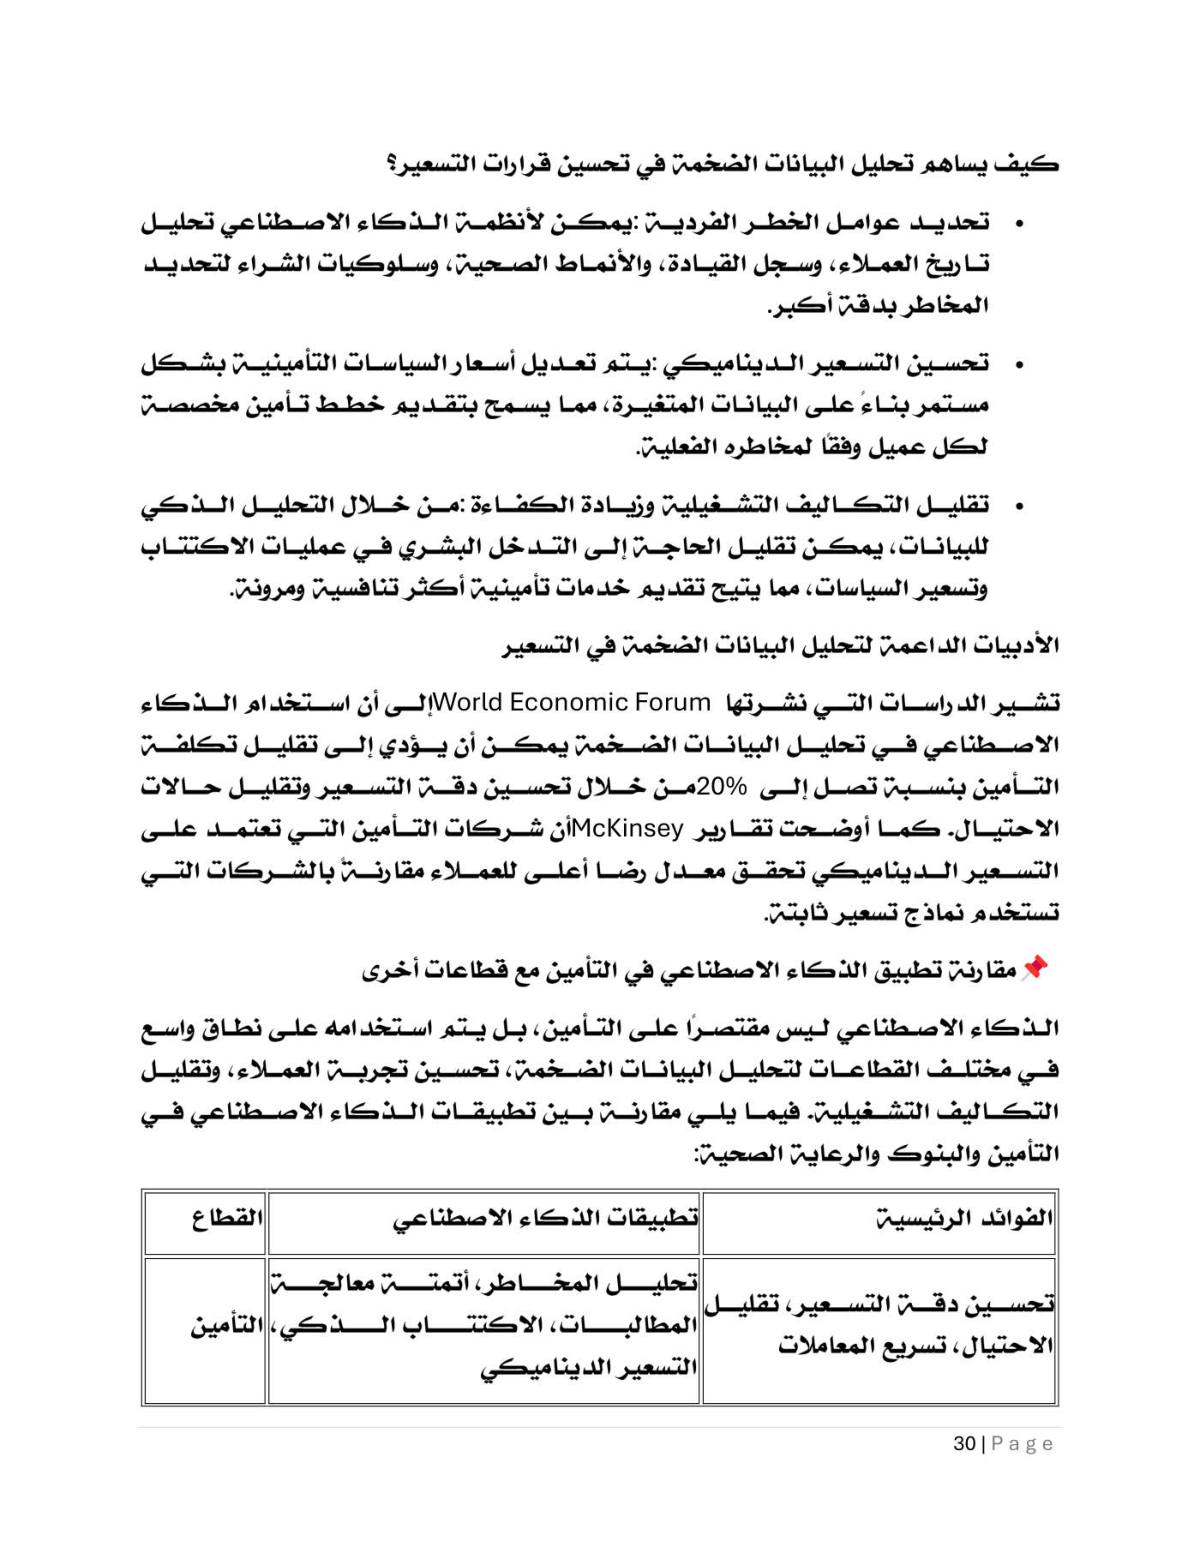 كيف يساهم تحليل البيانات الضخمة في تحسين قرارات التسعير؟
• تحديد عوامل الخطر الفردية :يمكن لأنظمة الذكاء الاصطناعي تحليل
تاريخ العملاء، وسجل القيادة، والأنماط الصحية، وسلوكيات الشراء لتحديد
المخاطر بدقة أكبر.
• تحسين التسعير الديناميكي :يتم تعديل أسعار السياسات التأمينية بشكل
مستمر بناءً على البيانات المتغيرة، مما يسمح بتقديم خطط تأمين مخصصة
لكل عميل وفقًا لمخاطره الفعلية.
• تقليل التكاليف التشغيلية وزيادة الكفاءة :من خلال التحليل الذكي
للبيانات، يمكن تقليل الحاجة إلى التدخل البشري في عمليات الاكتتاب
وتسعير السياسات، مما يتيح تقديم خدمات تأمينية أكثر تنافسية ومرونة.
الأدبيات الداعمة لتحليل البيانات الضخمة في التسعير
تشير الدراسات التي نشرتها World Economic Forumإلى أن استخدام الذكاء
الاصطناعي في تحليل البيانات الضخمة يمكن أن يؤدي إلى تقليل تكلفة
التأمين بنسبة تصل إلى 20%من خلال تحسين دقة التسعير وتقليل حالات
الاحتيال. كما أوضحت تقارير McKinseyأن شركات التأمين التي تعتمد على
التسعير الديناميكي تحقق معدل رضا أعلى للعملاء مقارنةً بالشركات التي
تستخدم نماذج تسعير ثابتة.
📌 مقارنة تطبيق الذكاء الاصطناعي في التأمين مع قطاعات أخرى
الذكاء الاصطناعي ليس مقتصرًا على التأمين، بل يتم استخدامه على نطاق واسع
في مختلف القطاعات لتحليل البيانات الضخمة، تحسين تجربة العملاء، وتقليل
التكاليف التشغيلية. فيما يلي مقارنة بين تطبيقات الذكاء الاصطناعي في
التأمين والبنوك والرعاية الصحية:
الفوائد الرئيسية
تطبيقات الذكاء الاصطناعي
القطاع
تحسين دقة التسعير، تقليل
الاحتيال، تسريع المعاملات
تحليل المخاطر، أتمتة معالجة
المطالبات، الاكتتاب الذكي،
التسعير الديناميكي
التأمين
30 | Page